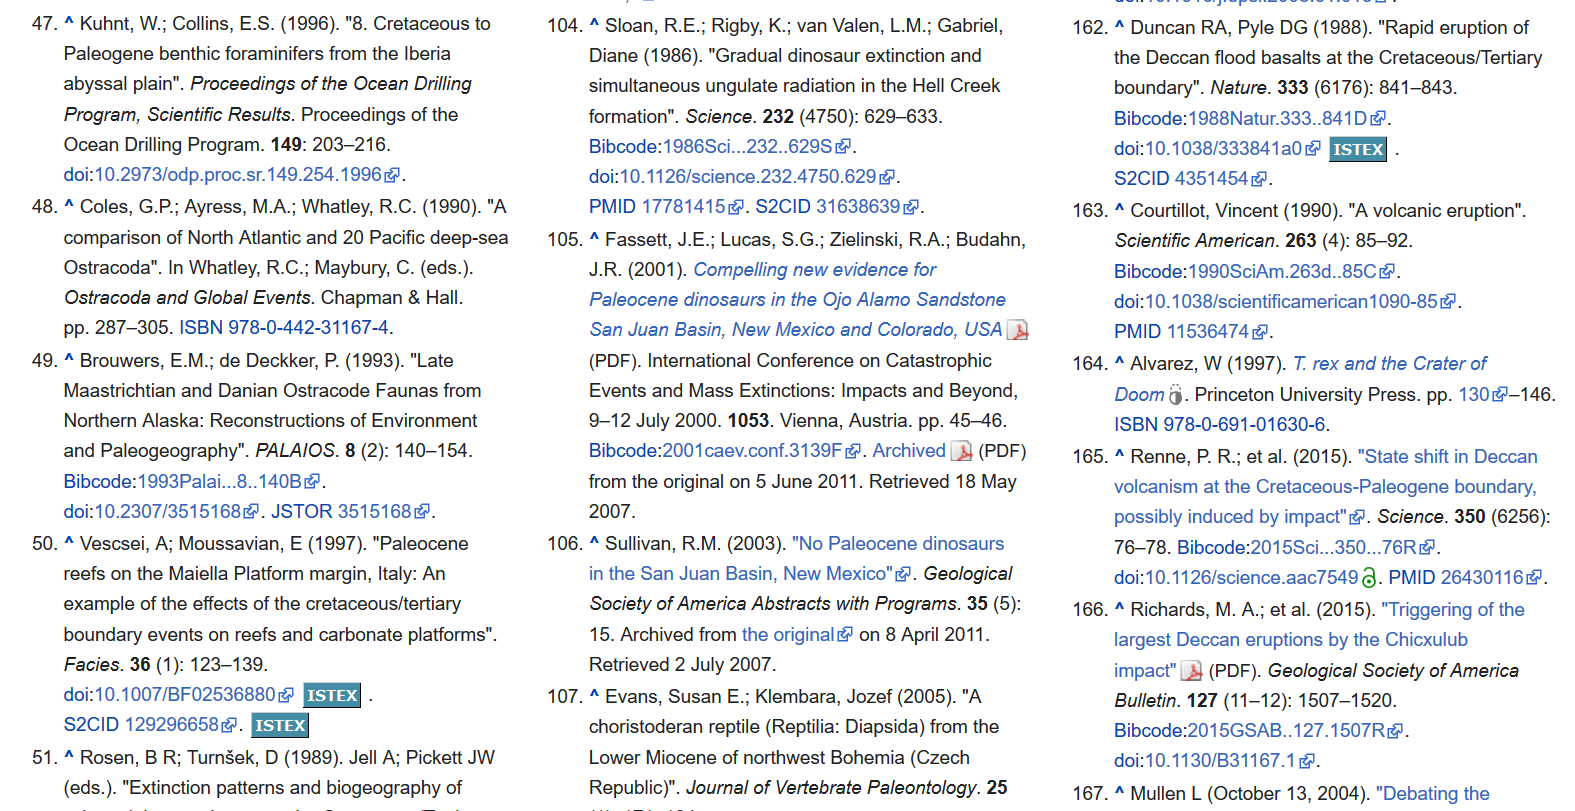 47. ^ Kuhnt, W.; Collins, E.S. (1996). "8. Cretaceous to
Paleogene benthic foraminifers from the Iberia
abyssal plain". Proceedings of the Ocean Drilling
Program, Scientific Results. Proceedings of the
Ocean Drilling Program. 149: 203–216.
doi:10.2973/odp.proc.sr.149.254.1996.
48. ^ Coles, G.P.; Ayress, M.A.; Whatley, R.C. (1990). "A
comparison of North Atlantic and 20 Pacific deep-sea
Ostracoda". In Whatley, R.C.; Maybury, C. (eds.).
Ostracoda and Global Events. Chapman & Hall.
pp. 287–305. ISBN 978-0-442-31167-4.
49. ^ Brouwers, E.M.; de Deckker, P. (1993). "Late
Maastrichtian and Danian Ostracode Faunas from
Northern Alaska: Reconstructions of Environment
and Paleogeography". PALAIOS. 8 (2): 140–154.
Bibcode:1993Palai...8..140B.
doi:10.2307/3515168. JSTOR 3515168.
50. ^ Vescsei, A; Moussavian, E (1997). "Paleocene
reefs on the Maiella Platform margin, Italy: An
example of the effects of the cretaceous/tertiary
boundary events on reefs and carbonate platforms".
Facies. 36 (1): 123–139.
doi:10.1007/BF02536880 ISTEX .
S2CID 129296658. ISTEX
51. ^ Rosen, B R; Turnšek, D (1989). Jell A; Pickett JW
(eds.). "Extinction patterns and biogeography of
104. ^ Sloan, R.E.; Rigby, K.; van Valen, L.M.; Gabriel,
Diane (1986). "Gradual dinosaur extinction and
simultaneous ungulate radiation in the Hell Creek
formation". Science. 232 (4750): 629–633.
Bibcode:1986Sci...232..629S.
doi:10.1126/science.232.4750.629.
PMID 17781415. S2CID 31638639.
105. ^ Fassett, J.E.; Lucas, S.G.; Zielinski, R.A.; Budahn,
J.R. (2001). Compelling new evidence for
Paleocene dinosaurs in the Ojo Alamo Sandstone
San Juan Basin, New Mexico and Colorado, USA
(PDF). International Conference on Catastrophic
Events and Mass Extinctions: Impacts and Beyond,
9–12 July 2000. 1053. Vienna, Austria. pp. 45–46.
Bibcode:2001caev.conf.3139F. Archived (PDF)
from the original on 5 June 2011. Retrieved 18 May
2007.
106. ^ Sullivan, R.M. (2003). "No Paleocene dinosaurs
in the San Juan Basin, New Mexico". Geological
Society of America Abstracts with Programs. 35 (5):
15. Archived from the original on 8 April 2011.
Retrieved 2 July 2007.
107. ^ Evans, Susan E.; Klembara, Jozef (2005). "A
choristoderan reptile (Reptilia: Diapsida) from the
Lower Miocene of northwest Bohemia (Czech
Republic)". Journal of Vertebrate Paleontology. 25
162. ^ Duncan RA, Pyle DG (1988). "Rapid eruption of
the Deccan flood basalts at the Cretaceous/Tertiary
boundary". Nature. 333 (6176): 841–843.
Bibcode:1988Natur.333..841D.
doi:10.1038/333841a0 ISTEX .
S2CID 4351454.
163. ^ Courtillot, Vincent (1990). "A volcanic eruption".
Scientific American. 263 (4): 85–92.
Bibcode:1990SciAm.263d..85C.
doi:10.1038/scientificamerican1090-85.
PMID 11536474.
164. ^ Alvarez, W (1997). T. rex and the Crater of
Doom. Princeton University Press. pp. 130–146.
ISBN 978-0-691-01630-6.
165. ^ Renne, P. R.; et al. (2015). "State shift in Deccan
volcanism at the Cretaceous-Paleogene boundary,
possibly induced by impact". Science. 350 (6256):
76–78. Bibcode:2015Sci...350...76R.
doi:10.1126/science.aac7549. PMID 26430116.
166. ^ Richards, M. A.; et al. (2015). "Triggering of the
largest Deccan eruptions by the Chicxulub
impact" (PDF). Geological Society of America
Bulletin. 127 (11–12): 1507–1520.
Bibcode:2015GSAB..127.1507R.
doi:10.1130/B31167.1.
167. ^ Mullen L (October 13, 2004). "Debating the